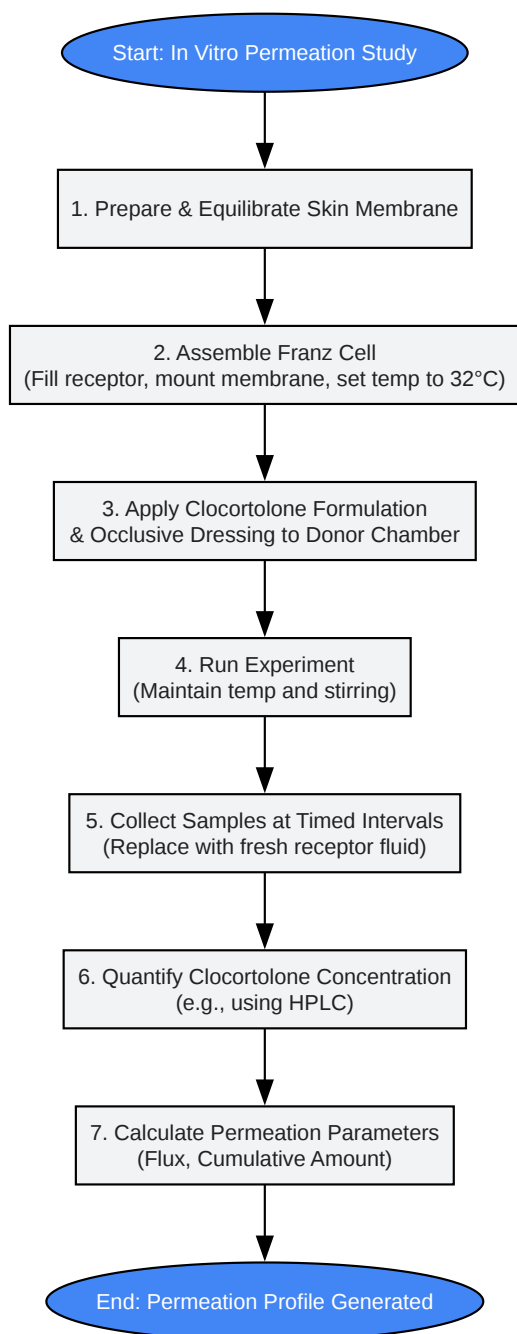 Start: In Vitro Permeation Study
1. Prepare & Equilibrate Skin Membrane
2. Assemble Franz Cell
(Fill receptor, mount membrane, set temp to 32°C)
3. Apply Clocortolone Formulation
& Occlusive Dressing to Donor Chamber
4. Run Experiment
(Maintain temp and stirring)
5. Collect Samples at Timed Intervals
(Replace with fresh receptor fluid)
6. Quantify Clocortolone Concentration
(e.g., using HPLC)
7. Calculate Permeation Parameters
(Flux, Cumulative Amount)
End: Permeation Profile Generated